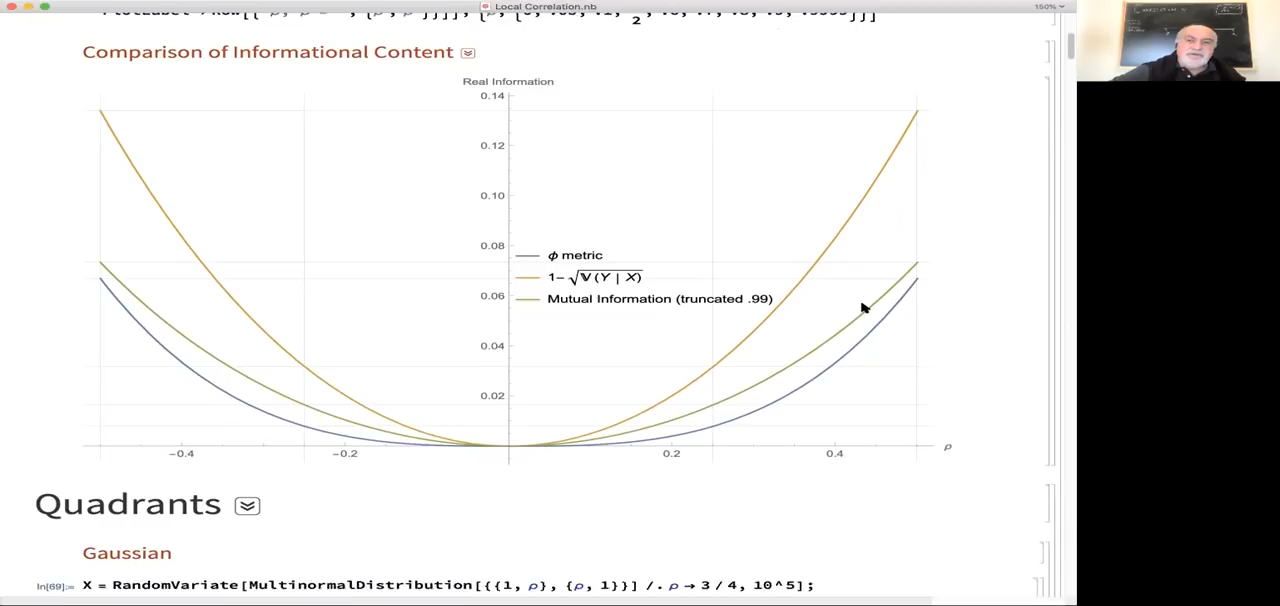 Local Correlation.nb
150%
2
Comparison of Informational Content
Real Information
0.14
0.12
0.10
0.08
0.06
0.04
0.02
ϕ metric
1-√𝕍(Y | X)
Mutual Information (truncated .99)
-0.4
-0.2
0.2
0.4
ρ
Quadrants
Gaussian
In[69]:= X = RandomVariate[MultinormalDistribution[{{1, ρ}, {ρ, 1}}] /. ρ → 3 / 4, 10^5];